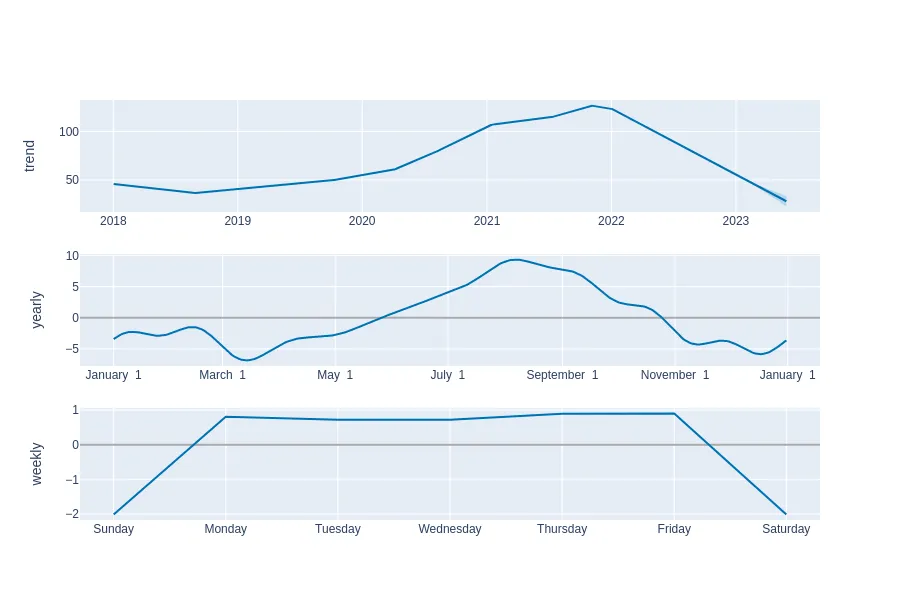 trend
100
50
2018 2019 2020 2021 2022 2023
yearly
10
5
0
−5
January 1 March 1 May 1 July 1 September 1 November 1 January 1
weekly
1
0
−1
−2
Sunday Monday Tuesday Wednesday Thursday Friday Saturday